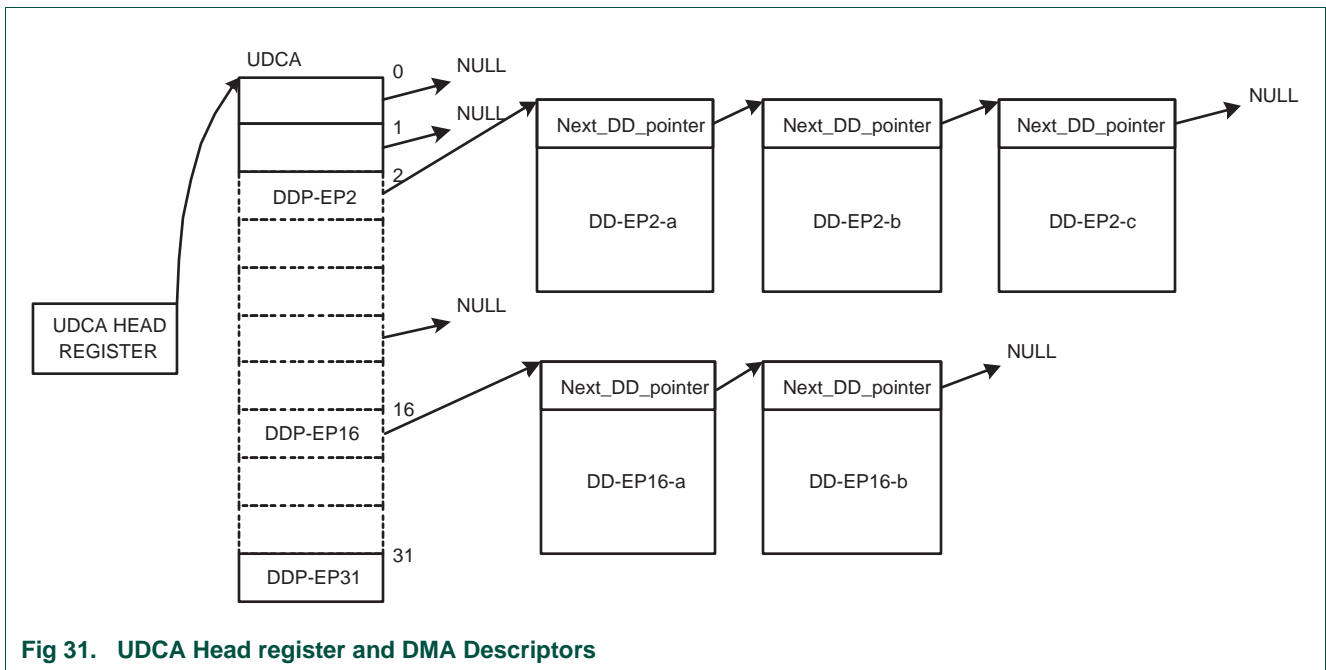 UDCA
0
NULL
1
NULL
2
DDP-EP2
Next_DD_pointer
Next_DD_pointer
Next_DD_pointer
NULL
DD-EP2-a
DD-EP2-b
DD-EP2-c
UDCA HEAD
REGISTER
NULL
16
DDP-EP16
Next_DD_pointer
Next_DD_pointer
NULL
DD-EP16-a
DD-EP16-b
31
DDP-EP31
Fig 31. UDCA Head register and DMA Descriptors